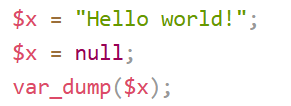 $x = "Hello world!";
$x = null;
var_dump($x);